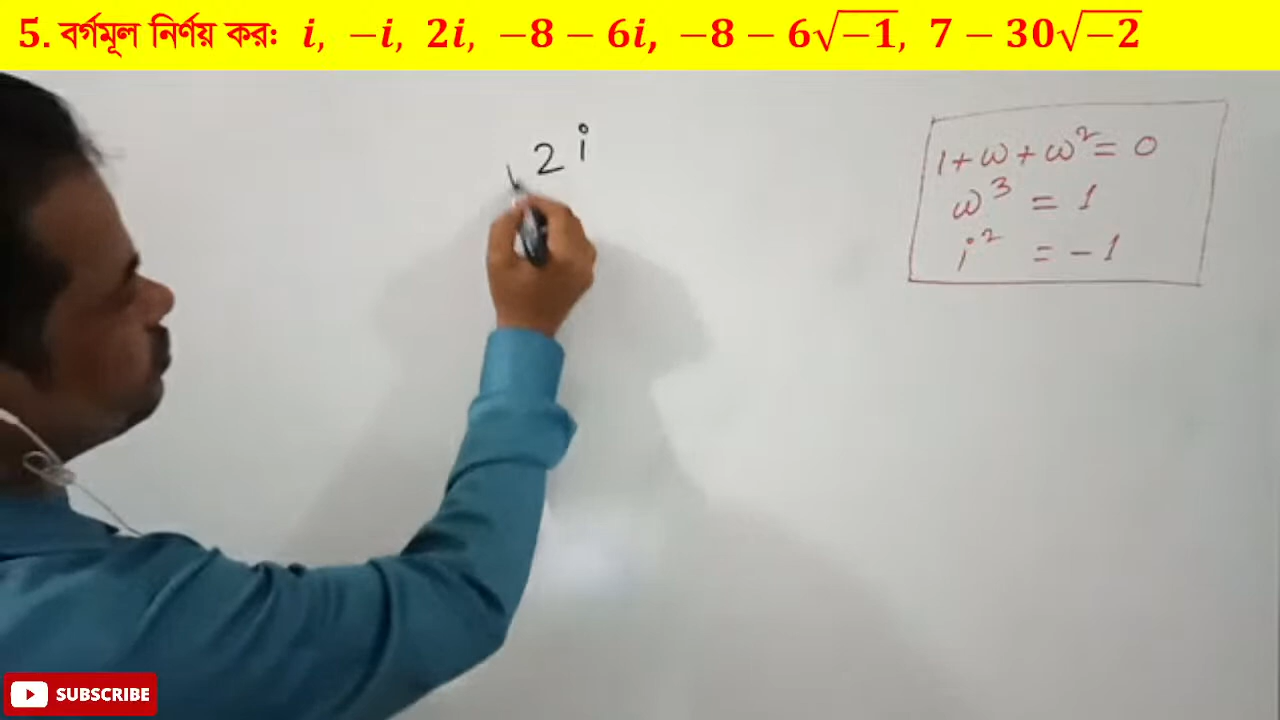 5. বর্গমূল নির্ণয় করঃ i, −i, 2i, −8 − 6i, −8 − 6√−1, 7 − 30√−2
2i
1 + ω + ω² = 0
ω³ = 1
i² = −1
SUBSCRIBE